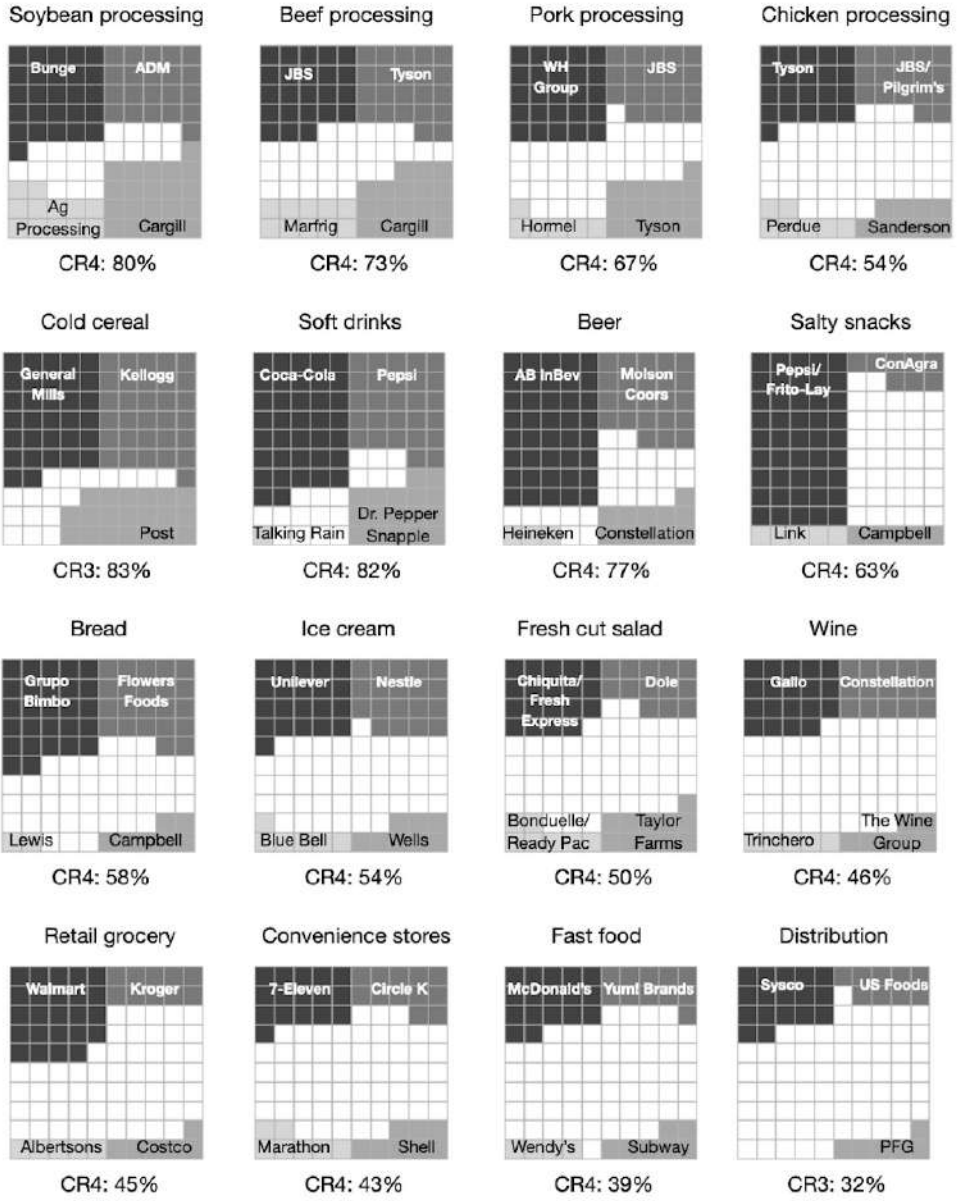 Soybean processing
Beef processing
Pork processing
Chicken processing
Bunge
ADM
Ag
Processing
Cargill
JBS
Tyson
Marfrig
Cargill
WH
Group
JBS
Hormel
Tyson
Tyson
JBS/
Pilgrim's
Perdue
Sanderson
CR4: 80%
CR4: 73%
CR4: 67%
CR4: 54%
Cold cereal
Soft drinks
Beer
Salty snacks
General
Mills
Kellogg
Post
Coca-Cola
Pepsi
Talking Rain
Dr. Pepper
Snapple
AB InBev
Molson
Coors
Heineken
Constellation
Pepsi/
Frito-Lay
ConAgra
Link
Campbell
CR3: 83%
CR4: 82%
CR4: 77%
CR4: 63%
Bread
Ice cream
Fresh cut salad
Wine
Grupo
Bimbo
Flowers
Foods
Lewis
Campbell
Unilever
Nestle
Blue Bell
Wells
Chiquita/
Fresh
Express
Dole
Bonduelle/
Ready Pac
Taylor
Farms
Gallo
Constellation
Trinchero
The Wine
Group
CR4: 58%
CR4: 54%
CR4: 50%
CR4: 46%
Retail grocery
Convenience stores
Fast food
Distribution
Walmart
Kroger
Albertsons
Costco
7-Eleven
Circle K
Marathon
Shell
McDonald's
Yum! Brands
Wendy's
Subway
Sysco
US Foods
PFG
CR4: 45%
CR4: 43%
CR4: 39%
CR3: 32%